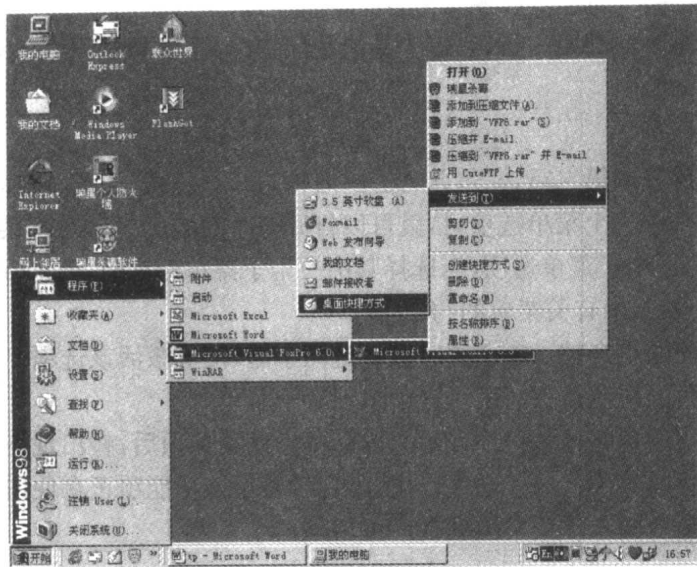 我的电脑
Outlook Express
联众世界
我的文档
Windows Media Player
FlashGet
Internet Explorer
瑞星个人防火墙
网上邻居
瑞星杀毒软件
打开(O)
瑞星杀毒
添加到压缩文件(A)
添加到 "VFP6.rar"(S)
压缩并 E-mail
压缩到 "VFP6.rar" 并 E-mail
用 CuteFTP 上传
发送到(T)
剪切(T)
复制(C)
创建快捷方式(S)
删除(D)
重命名(M)
按名称排序(B)
属性(R)
3.5 英寸软盘 (A)
Foxmail
Web 发布向导
我的文档
邮件接收者
桌面快捷方式
程序(P)
收藏夹(A)
文档(D)
设置(S)
查找(F)
帮助(H)
运行(R)...
注销 User(L)...
关闭系统(U)...
Windows98
附件
启动
Microsoft Excel
Microsoft Word
Microsoft Visual FoxPro 6.0
WinRAR
Microsoft Visual FoxPro 6.0
开始
tp - Microsoft Word
我的电脑
16:57